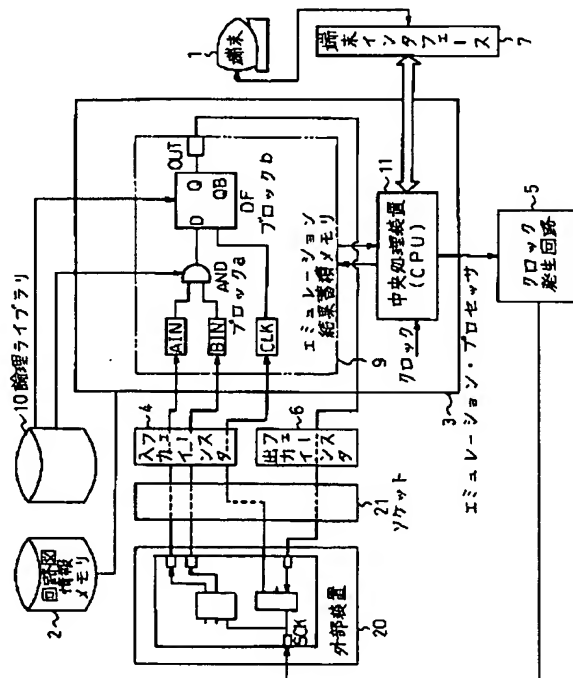 10 論理ライブラリ
2
回路図
情報
メモリ
1
端末
端末インタフェース
7
4
入力インタフェース
6
出力インタフェース
21
ソケット
20
外部装置
SCK
AIN
BIN
CLK
AND
ブロックa
D
Q
QB
OUT
DF
ブロックb
エミュレーション
結果蓄積メモリ
9
11
中央処理装置
(CPU)
クロック
3
エミュレーション・プロセッサ
5
クロック
発生回路